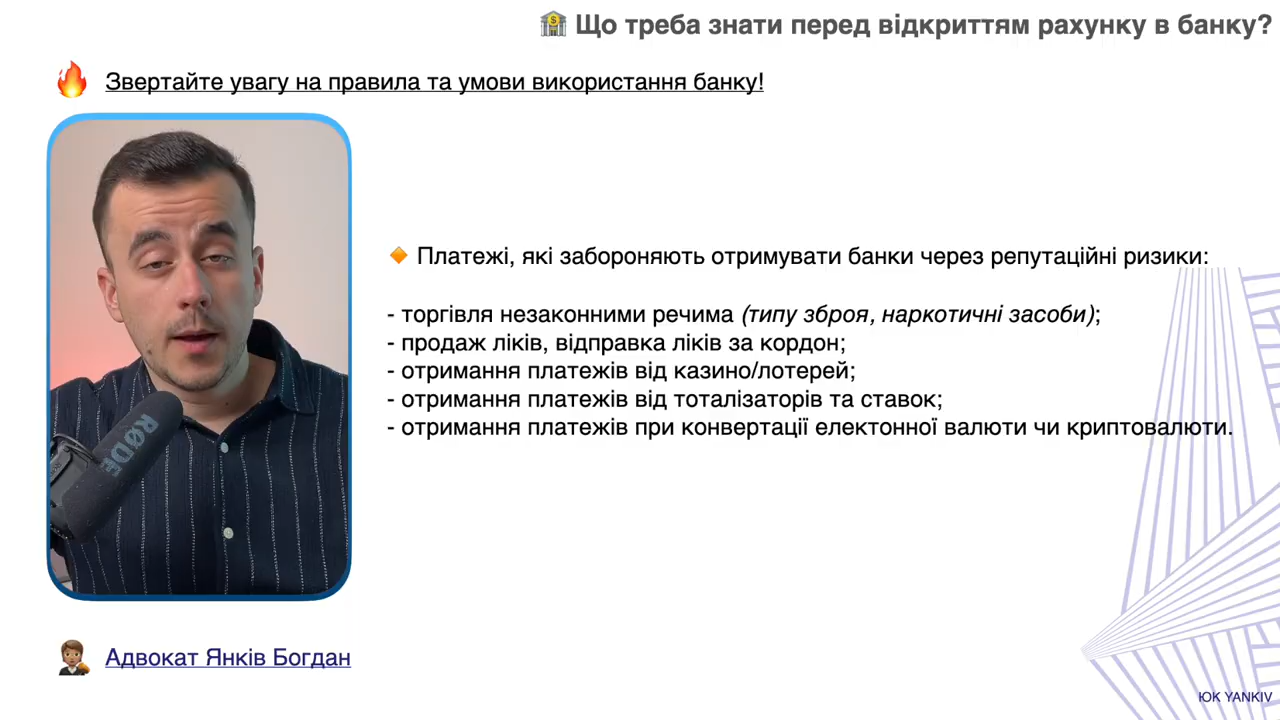 Що треба знати перед відкриттям рахунку в банку?
Звертайте увагу на правила та умови використання банку!
Платежі, які забороняють отримувати банки через репутаційні ризики:
- торгівля незаконними речима (типу зброя, наркотичні засоби);
- продаж ліків, відправка ліків за кордон;
- отримання платежів від казино/лотерей;
- отримання платежів від тоталізаторів та ставок;
- отримання платежів при конвертації електонної валюти чи криптовалюти.
RØDE
Адвокат Янків Богдан
ЮК YANKIV